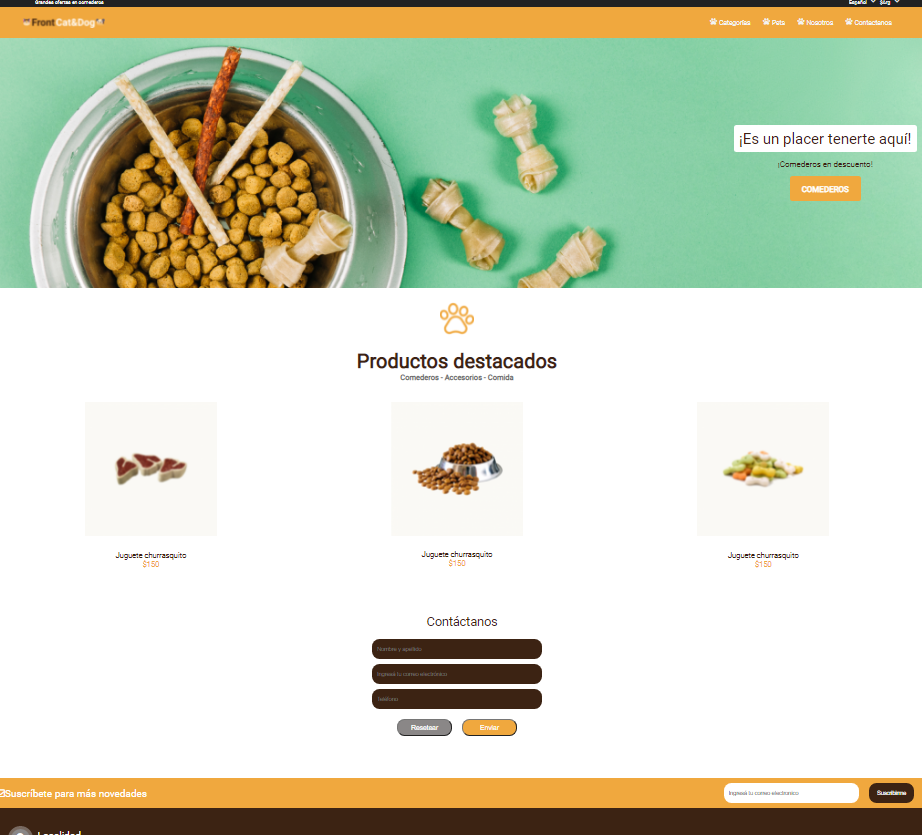 Grandes ofertas en comederos
Español
$Arg
Front Cat&Dog
Categorías
Pets
Nosotros
Contactanos
¡Es un placer tenerte aquí!
¡Comederos en descuento!
COMEDEROS
Productos destacados
Comederos - Accesorios - Comida
Juguete churrasquito
$150
Juguete churrasquito
$150
Juguete churrasquito
$150
Contáctanos
Nombre y apellido
Ingresá tu correo electrónico
Teléfono
Resetear
Enviar
Suscríbete para más novedades
Ingresá tu correo electrónico
Suscribirme
Localidad